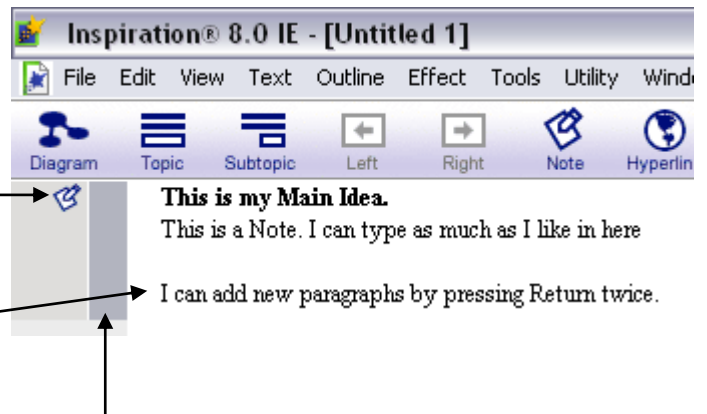 Inspiration® 8.0 IE - [Untitled 1]
File Edit View Text Outline Effect Tools Utility Wind
Diagram Topic Subtopic Left Right Note Hyperlin
This is my Main Idea.
This is a Note. I can type as much as I like in here
I can add new paragraphs by pressing Return twice.